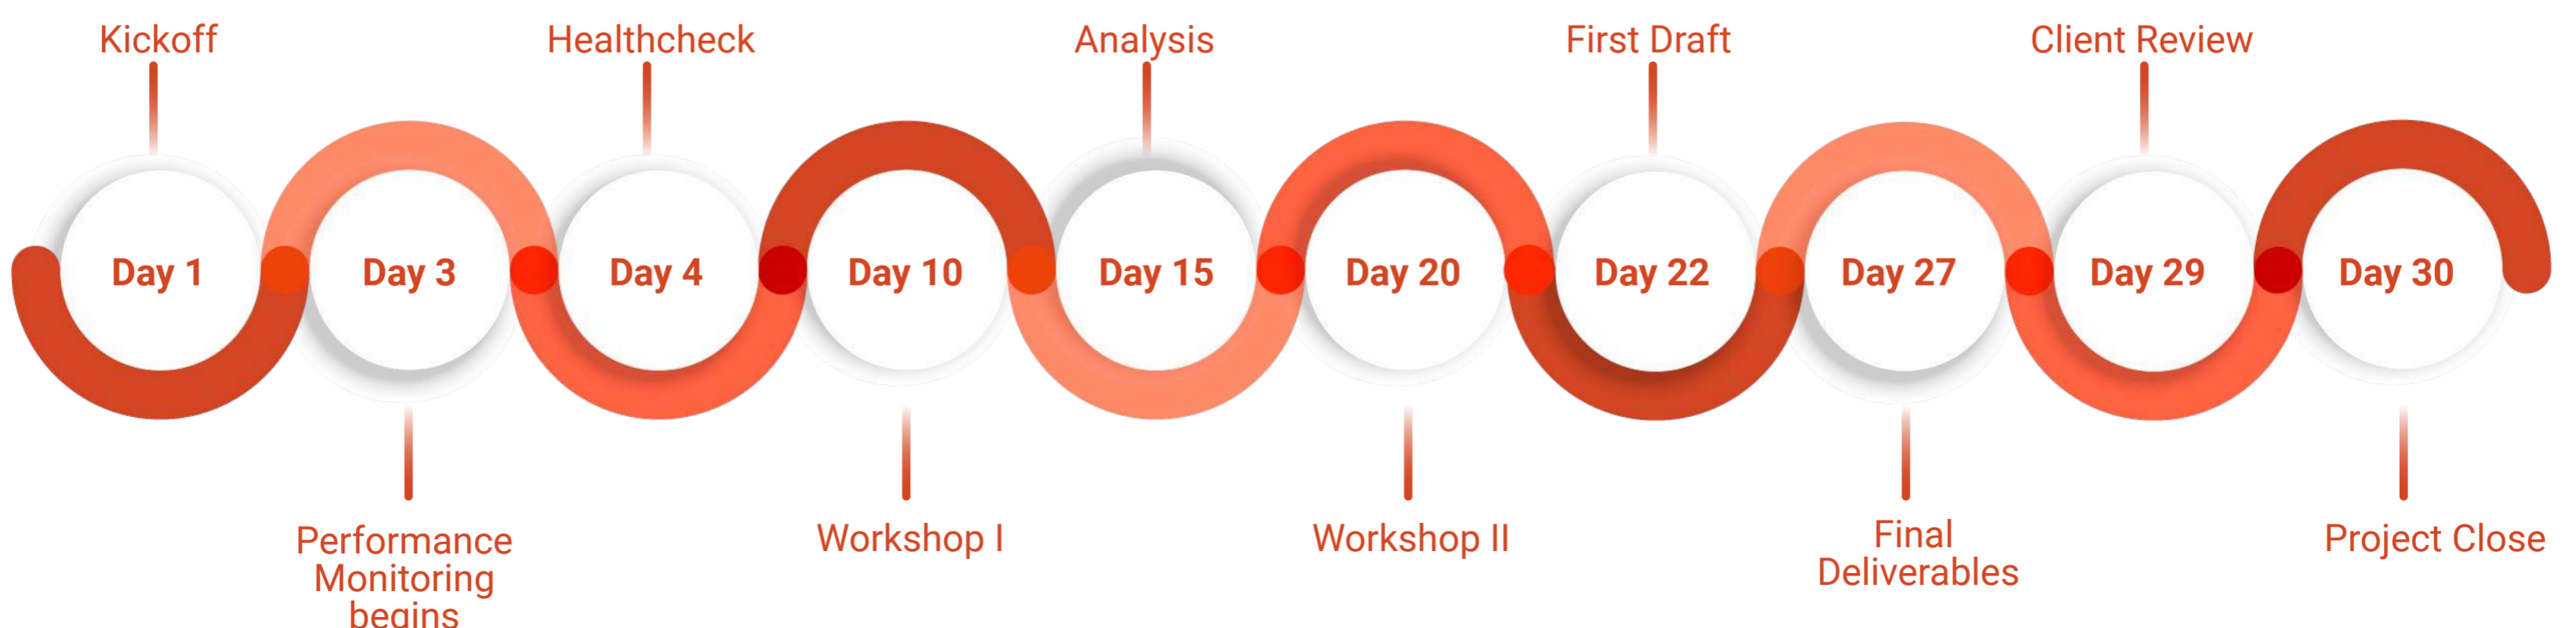 Kickoff
Healthcheck
Analysis
First Draft
Client Review
Day 1
Day 3
Day 4
Day 10
Day 15
Day 20
Day 22
Day 27
Day 29
Day 30
Performance
Monitoring
begins
Workshop I
Workshop II
Final
Deliverables
Project Close